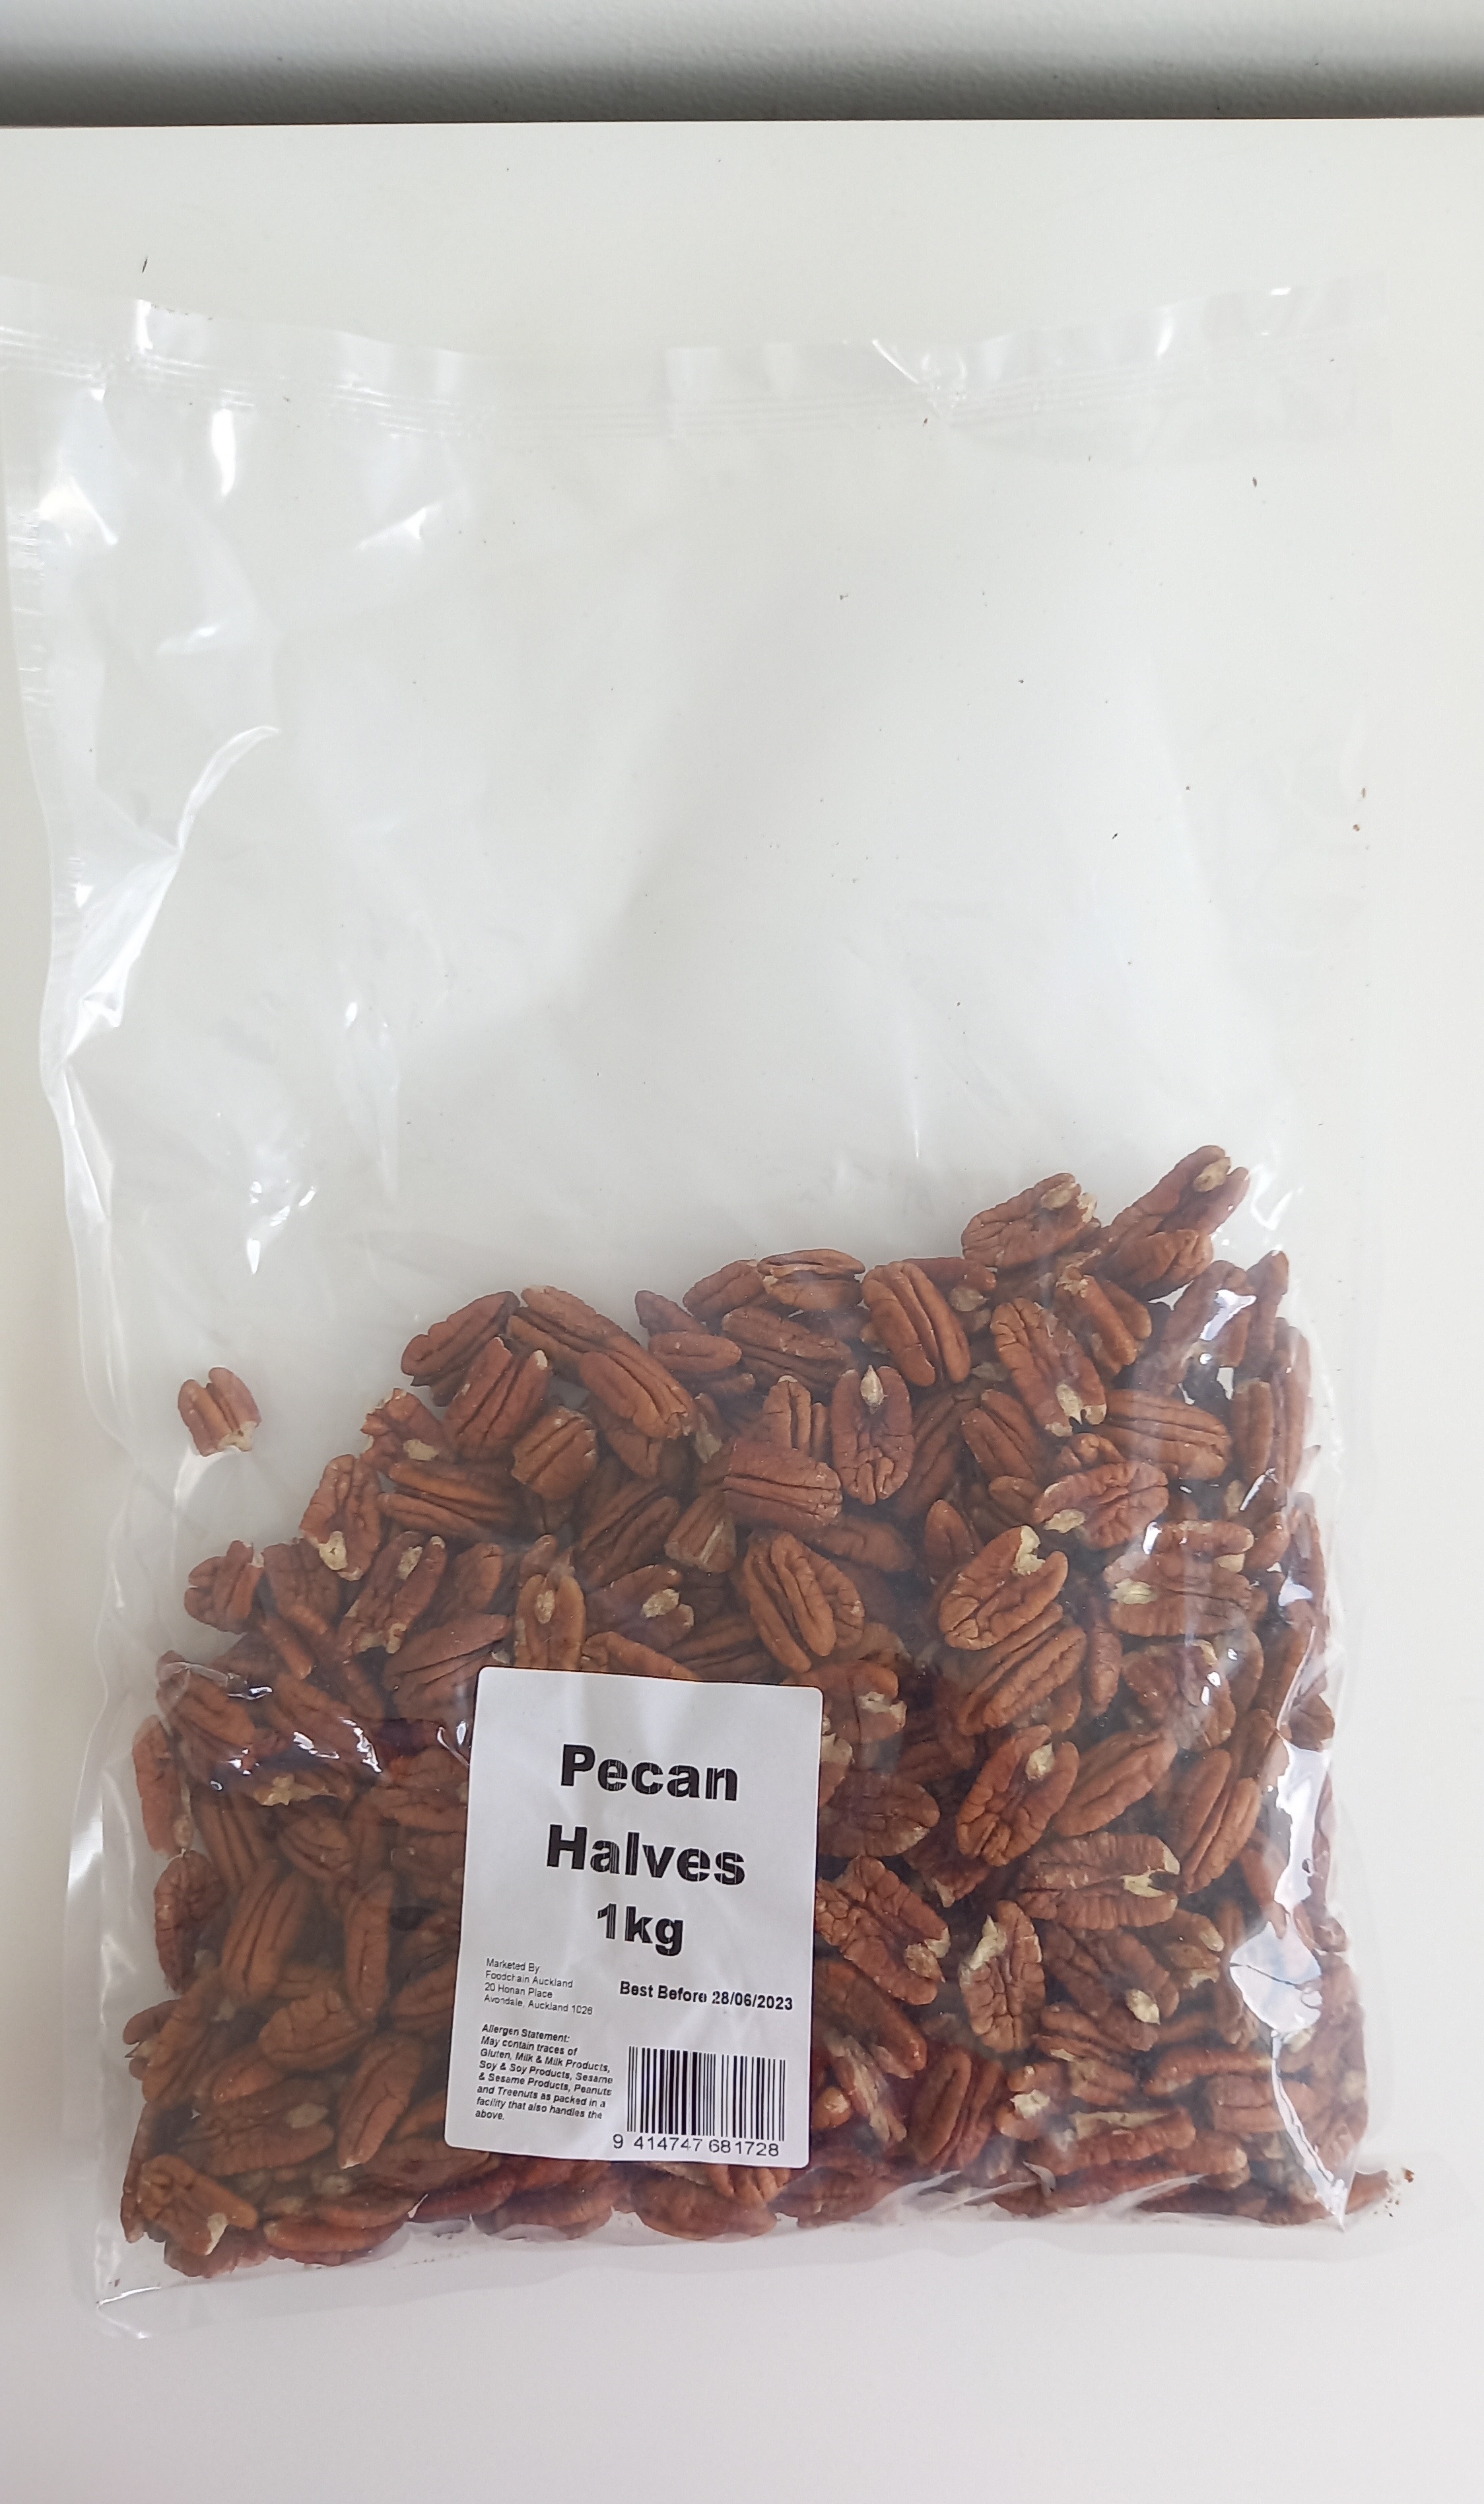 Pecan
Halves
1kg
Marketed By
Foodchain Auckland
20 Honan Place
Avondale, Auckland 1026
Best Before 28/06/2023
Allergen Statement:
May contain traces of
Gluten, Milk & Milk Products,
Soy & Soy Products, Sesame
& Sesame Products, Peanuts
and Treenuts as packed in a
facility that also handles the
above.
9 414747 681728